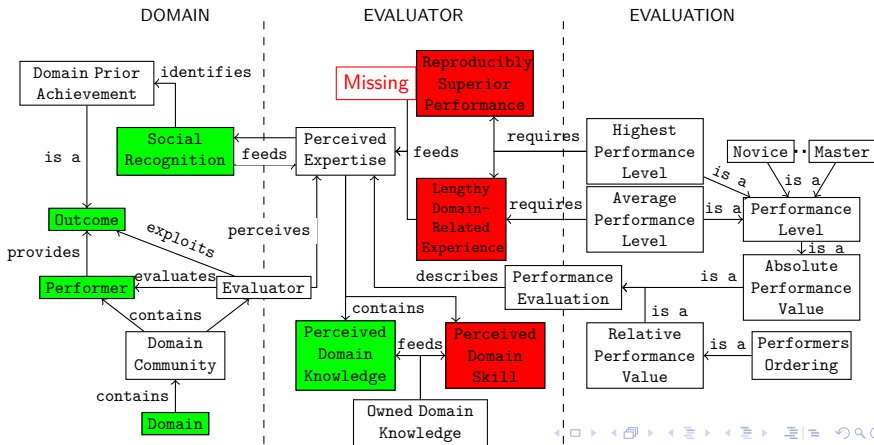 DOMAIN
EVALUATOR
EVALUATION
Domain Prior
Achievement
identifies
Social
Recognition
feeds
is a
Outcome
exploits
provides
Performer
evaluates
Evaluator
perceives
contains
Domain
Community
contains
Domain
Missing
Reproducibly
Superior
Performance
Perceived
Expertise
feeds
requires
Lengthy
Domain-
Related
Experience
requires
describes
contains
Perceived
Domain
Knowledge
feeds
Perceived
Domain
Skill
Owned Domain
Knowledge
Highest
Performance
Level
Novice
Master
is a
is a
Average
Performance
Level
is a
Performance
Level
is a
Performance
Evaluation
is a
Absolute
Performance
Value
is a
Relative
Performance
Value
is a
Performers
Ordering